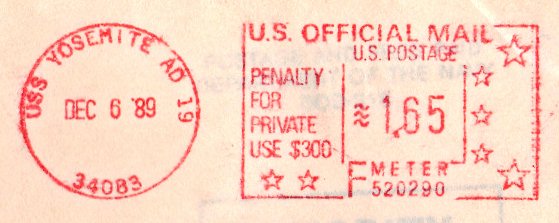 USS YOSEMITE AD 19
DEC 6 '89
34083
U.S. OFFICIAL MAIL
U.S. POSTAGE
PENALTY
FOR
PRIVATE
USE $300
1.65
METER
520290